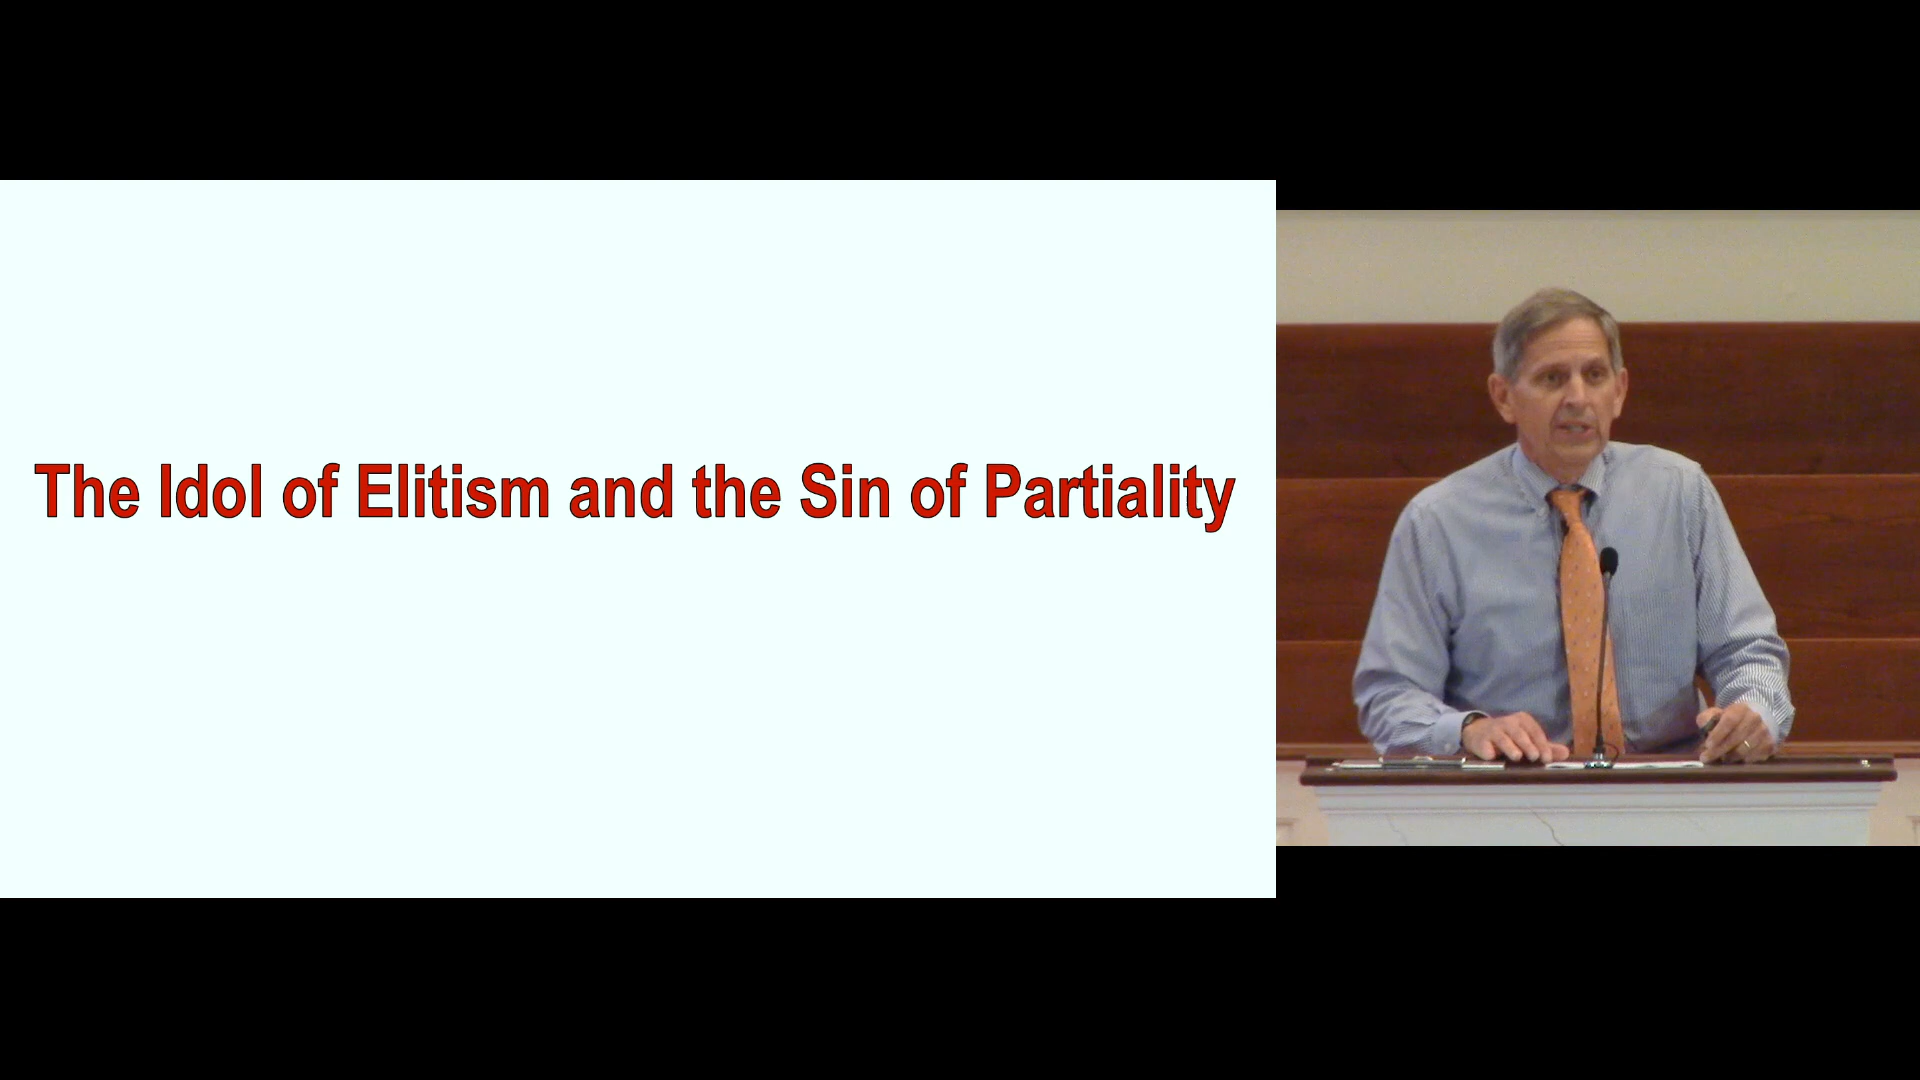 The Idol of Elitism and the Sin of Partiality